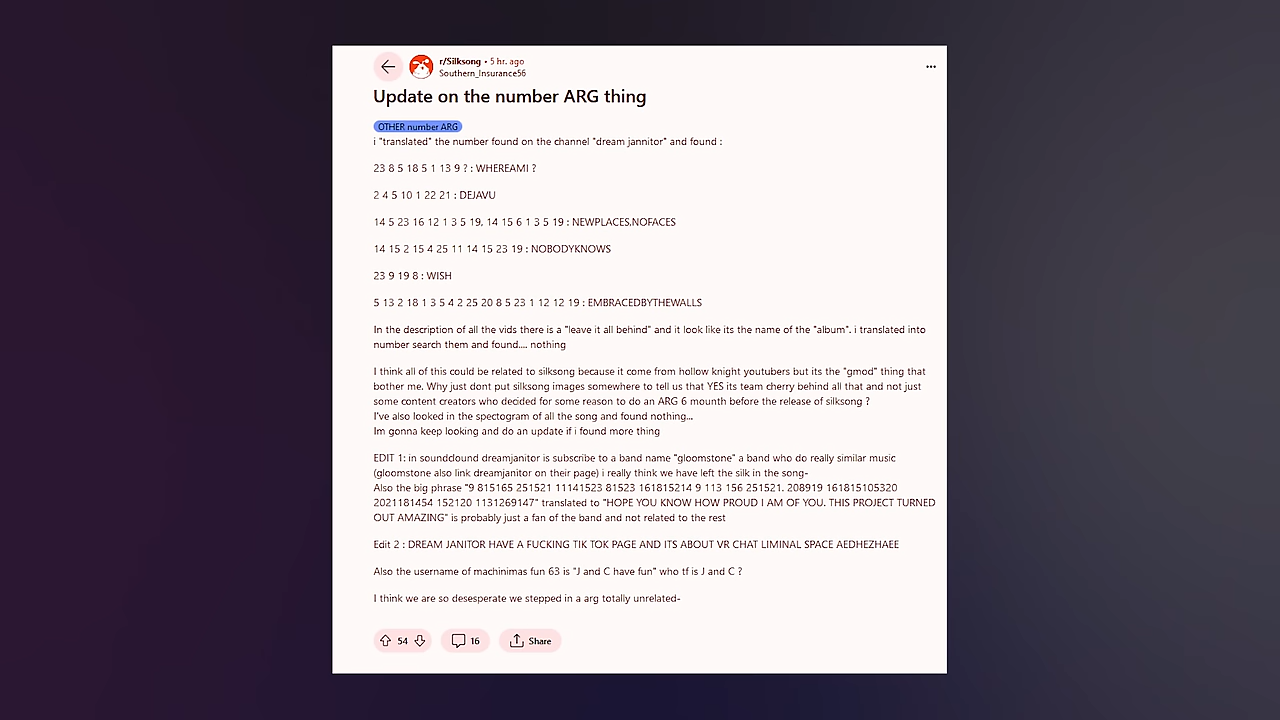 r/Silksong • 5 hr. ago
Southern_Insurance56
Update on the number ARG thing
OTHER number ARG
i "translated" the number found on the channel "dream jannitor" and found :
23 8 5 18 5 1 13 9 ? : WHEREAMI ?
2 4 5 10 1 22 21 : DEJAVU
14 5 23 16 12 1 3 5 19, 14 15 6 1 3 5 19 : NEWPLACES,NOFACES
14 15 2 15 4 25 11 14 15 23 19 : NOBODYKNOWS
23 9 19 8 : WISH
5 13 2 18 1 3 5 4 2 25 20 8 5 23 1 12 12 19 : EMBRACEDBYTHEWALLS
In the description of all the vids there is a "leave it all behind" and it look like its the name of the "album". i translated into
number search them and found.... nothing
I think all of this could be related to silksong because it come from hollow knight youtubers but its the "gmod" thing that
bother me. Why just dont put silksong images somewhere to tell us that YES its team cherry behind all that and not just
some content creators who decided for some reason to do an ARG 6 mounth before the release of silksong ?
I've also looked in the spectogram of all the song and found nothing...
Im gonna keep looking and do an update if i found more thing
EDIT 1: in sounddound dreamjanitor is subscribe to a band name "gloomstone" a band who do really similar music
(gloomstone also link dreamjanitor on their page) i really think we have left the silk in the song-
Also the big phrase "9 815165 251521 11141523 81523 161815214 9 113 156 251521. 208919 161815105320
2021181454 152120 1131269147" translated to "HOPE YOU KNOW HOW PROUD I AM OF YOU. THIS PROJECT TURNED
OUT AMAZING" is probably just a fan of the band and not related to the rest
Edit 2 : DREAM JANITOR HAVE A FUCKING TIK TOK PAGE AND ITS ABOUT VR CHAT LIMINAL SPACE AEDHEZHAEE
Also the username of machinimas fun 63 is "J and C have fun" who tf is J and C ?
I think we are so desesperate we stepped in a arg totally unrelated-
54 16 Share